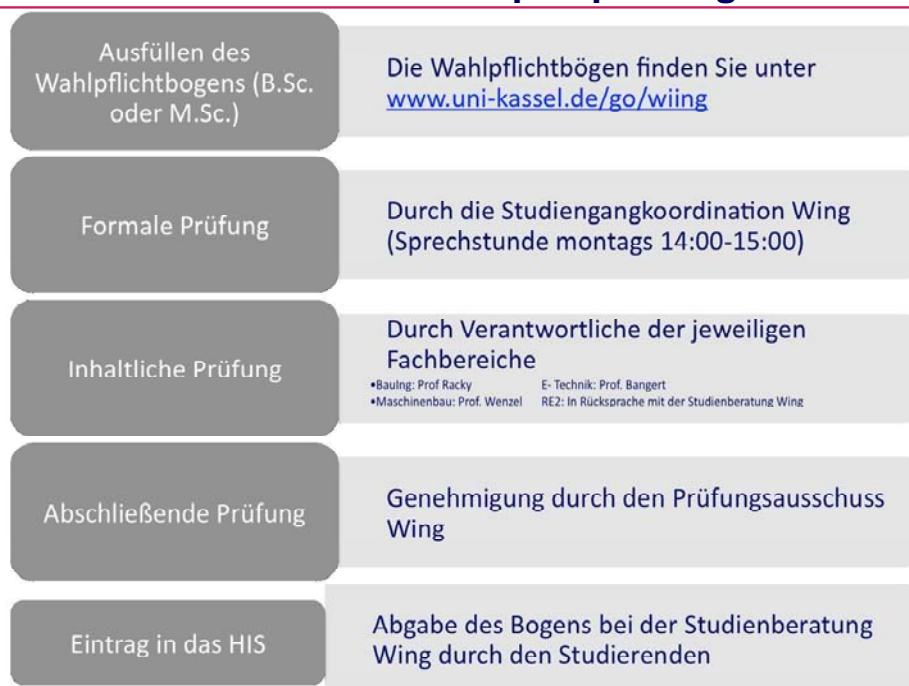 Ausfüllen des
Wahlpflichtbogens (B.Sc.
oder M.Sc.)
Die Wahlpflichtbögen finden Sie unter
www.uni-kassel.de/go/wiing
Formale Prüfung
Durch die Studiengangkoordination Wing
(Sprechstunde montags 14:00-15:00)
Inhaltliche Prüfung
Durch Verantwortliche der jeweiligen
Fachbereiche
•BauIng: Prof Racky E- Technik: Prof. Bangert
•Maschinenbau: Prof. Wenzel RE2: In Rücksprache mit der Studienberatung Wing
Abschließende Prüfung
Genehmigung durch den Prüfungsausschuss
Wing
Eintrag in das HIS
Abgabe des Bogens bei der Studienberatung
Wing durch den Studierenden